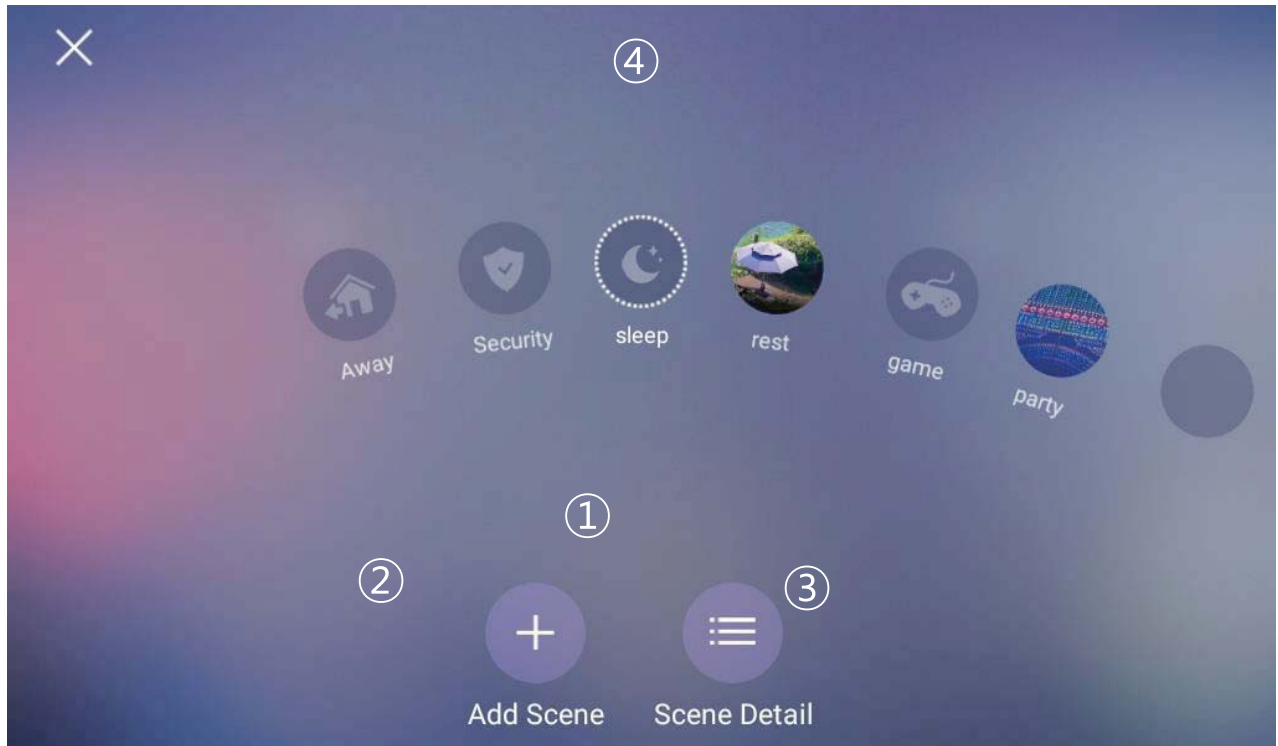 ④
Away
Security
sleep
rest
game
party
①
②
③
Add Scene
Scene Detail